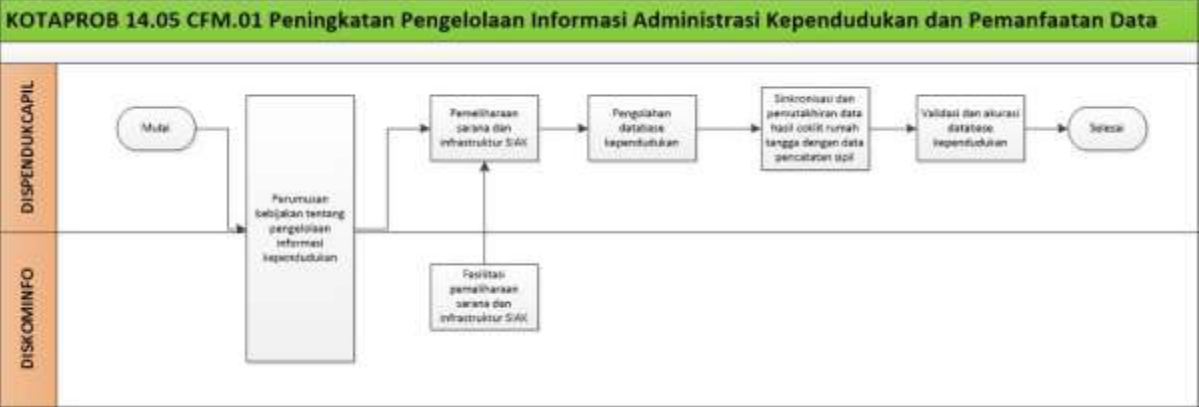 KOTAPROB 14.05 CFM.01 Peningkatan Pengelolaan Informasi Administrasi Kependudukan dan Pemanfaatan Data
DISPENDUKCAPIL
Mulai
Perumusan
kebijakan tentang
pengelolaan
informasi
kependudukan
Pemeliharaan
sarana dan
infrastruktur SIAK
Pengolahan
database
kependudukan
Sinkronisasi dan
pemutakhiran data
hasil coklit rumah
tangga dengan data
pencatatan sipil
Validasi dan akurasi
database
kependudukan
Selesai
DISKOMINFO
Fasilitasi
pemeliharaan
sarana dan
infrastruktur SIAK